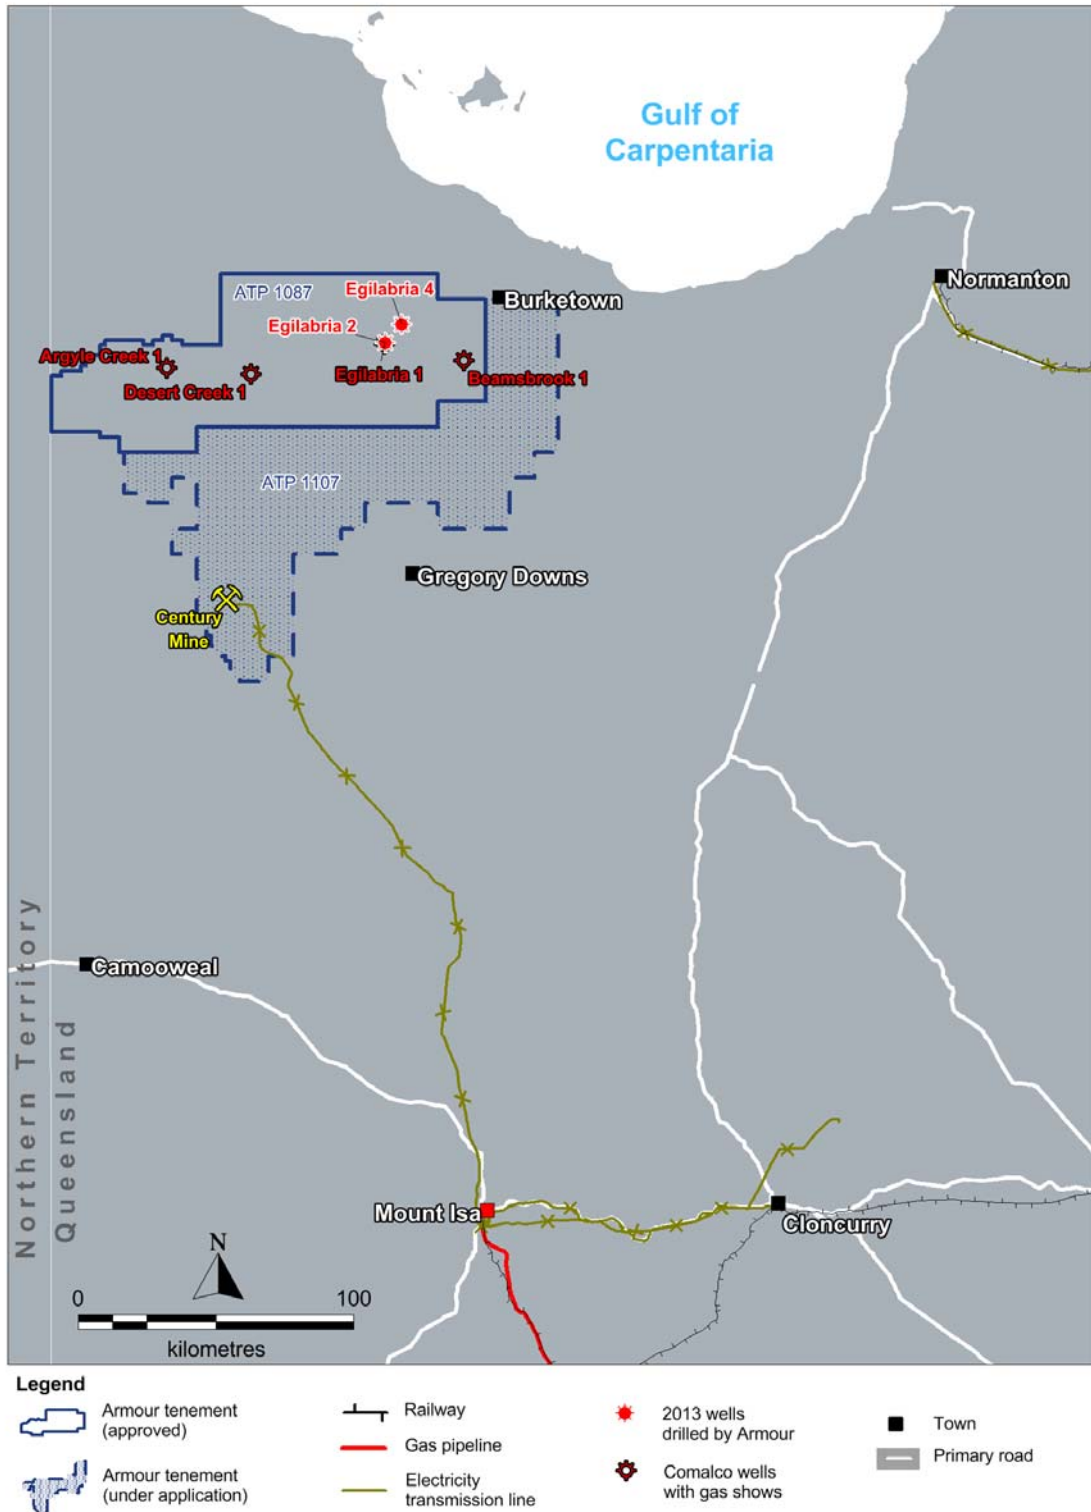 Gulf of
Carpentaria
Normanton
ATP 1087
Egilabria 4
Burketown
Egilabria 2
Argyle Creek 1
Egilabria 1
Beamsbrook 1
Desert Creek 1
ATP 1107
Gregory Downs
Century
Mine
Northern Territory
Queensland
Camooweal
Mount Isa
Cloncurry
N
0 100
kilometres
Legend
Armour tenement
(approved)
Armour tenement
(under application)
Railway
Gas pipeline
Electricity
transmission line
2013 wells
drilled by Armour
Comalco wells
with gas shows
Town
Primary road